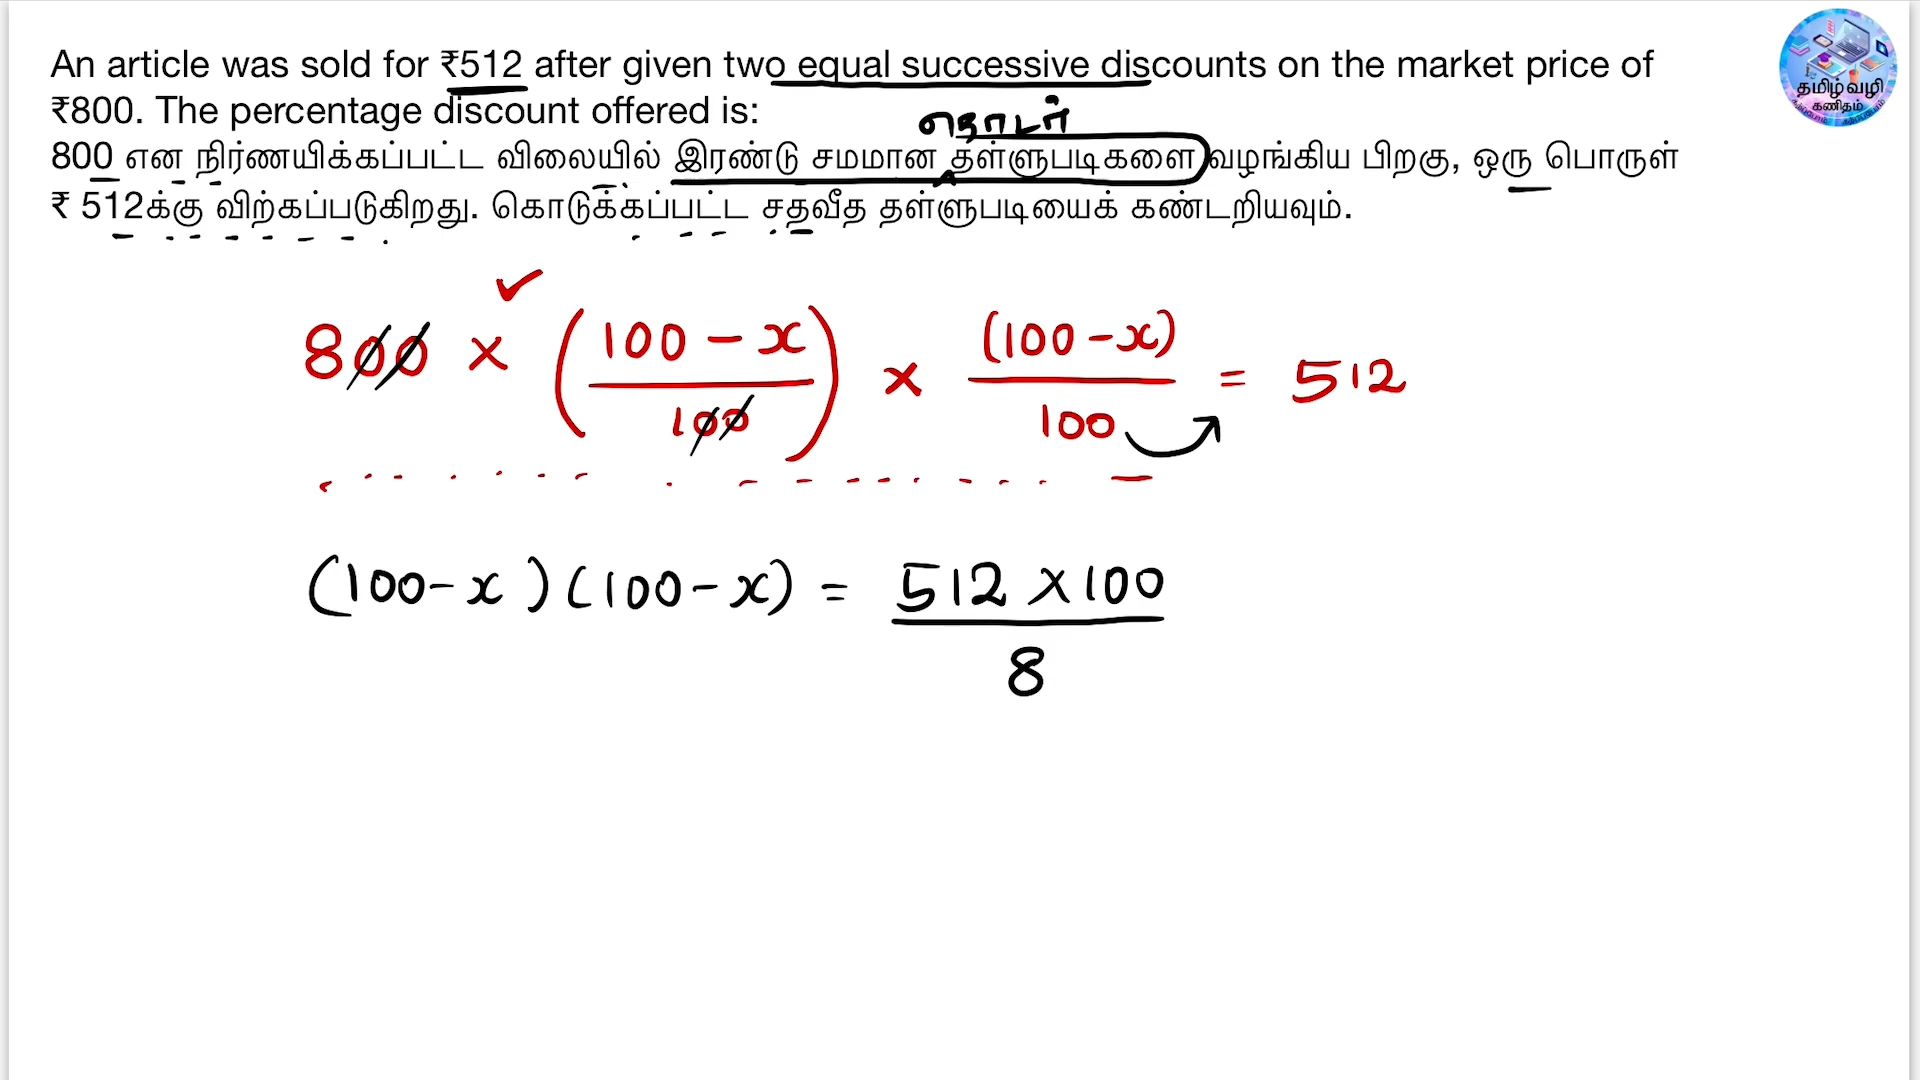 An article was sold for ₹512 after given two equal successive discounts on the market price of
₹800. The percentage discount offered is:
தொடர்
800 என நிர்ணயிக்கப்பட்ட விலையில் இரண்டு சமமான தள்ளுபடிகளை வழங்கிய பிறகு, ஒரு பொருள்
₹ 512க்கு விற்கப்படுகிறது. கொடுக்கப்பட்ட சதவீத தள்ளுபடியைக் கண்டறியவும்.
தமிழ் வழி
கணிதம்
800 × (100 - x / 100) × (100 - x) / 100 = 512
(100 - x) (100 - x) = 512 × 100 / 8